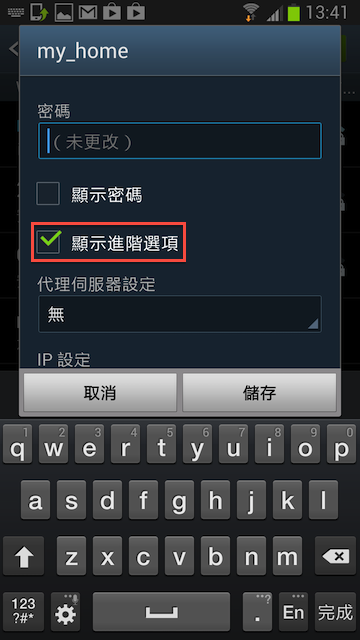 13:41
my_home
密碼
（未更改）
顯示密碼
顯示進階選項
代理伺服器設定
無
IP 設定
取消 儲存
1 2 3 4 5 6 7 8 9 0
q w e r t y u i o p
a s d f g h j k l
z x c v b n m
123 ?#* . ...? En 完成